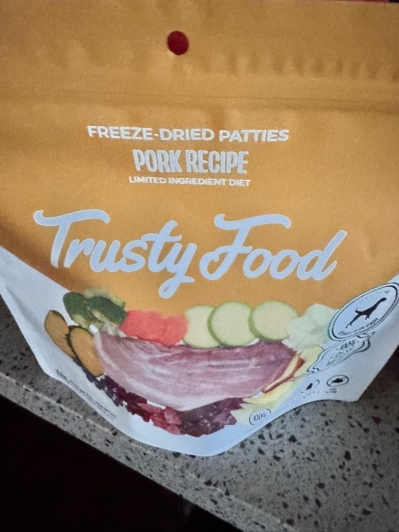 FREEZE-DRIED PATTIES
PORK RECIPE
LIMITED INGREDIENT DIET
Trusty Food